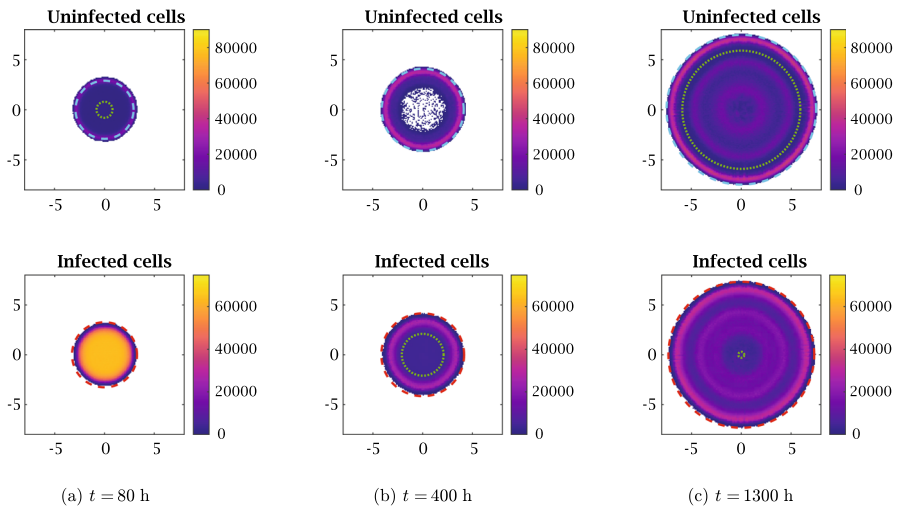 Uninfected cells Uninfected cells Uninfected cells
5 80000 5 80000 5 80000
60000 60000 60000
0 40000 0 40000 0 40000
-5 20000 -5 20000 -5 20000
0 0 0
-5 0 5 -5 0 5 -5 0 5
Infected cells Infected cells Infected cells
5 60000 5 60000 5 60000
0 40000 0 40000 0 40000
-5 20000 -5 20000 -5 20000
0 0 0
-5 0 5 -5 0 5 -5 0 5
(a) t = 80 h (b) t = 400 h (c) t = 1300 h